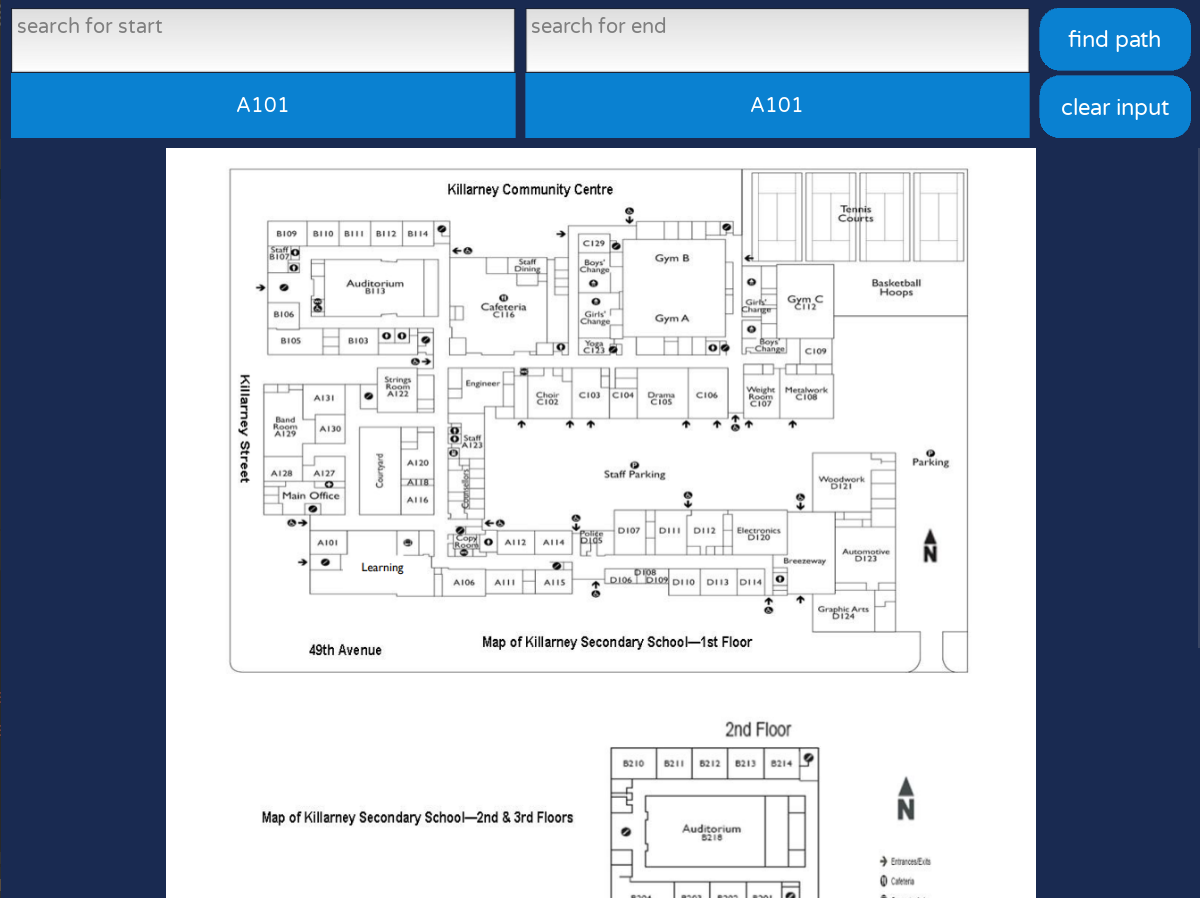 search for start
search for end
find path
A101
A101
clear input
Killarney Community Centre
Tennis
Courts
B109
B110
B111
B112
B114
C129
Staff
B107
Gym B
Staff
Dining
Boys'
Change
Auditorium
B113
Basketball
Hoops
Cafeteria
C116
Girls'
Change
Gym C
C112
B106
Girls'
Change
Gym A
B105
B103
Yoga
C123
Boys'
Change
C109
Killarney Street
Strings
Room
A122
Engineer
A131
Choir
C102
C103
C104
Drama
C105
C106
Weight
Room
C107
Metalwork
C108
Band
Room
A129
A130
Staff
A123
Courtyard
A120
Parking
A128
A127
Staff Parking
Woodwork
D121
A118
Counsellors
Main Office
A116
D107
D111
D112
Electronics
D120
A101
Copy
Room
A112
A114
Police
D105
Automotive
D123
N
Breezeway
Learning
D108
A106
A111
A115
D106
D109
D110
D113
D114
Graphic Arts
D124
49th Avenue
Map of Killarney Secondary School—1st Floor
2nd Floor
B210
B211
B212
B213
B214
N
Map of Killarney Secondary School—2nd & 3rd Floors
Auditorium
B218
Entrances/Exits
Cafeteria